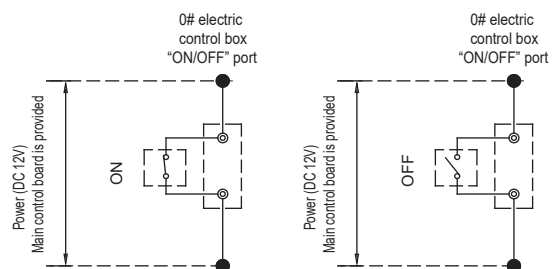 0# electric
control box
“ON/OFF” port
Power (DC 12V)
Main control board is provided
ON
0# electric
control box
“ON/OFF” port
Power (DC 12V)
Main control board is provided
OFF